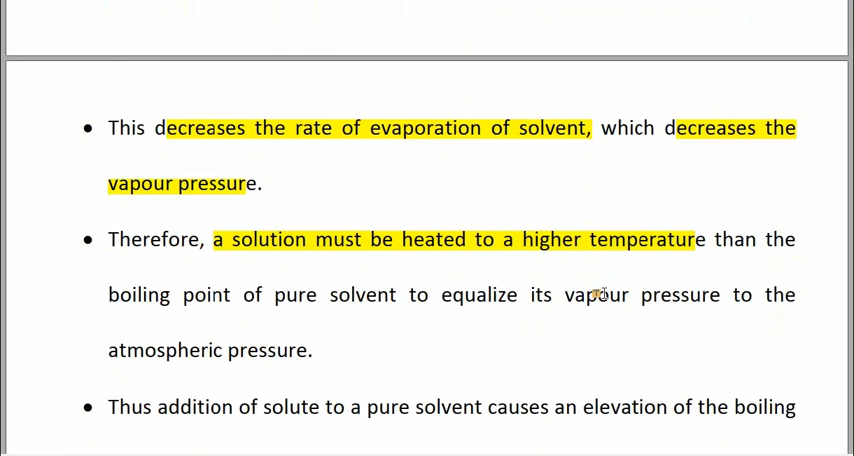 • This decreases the rate of evaporation of solvent, which decreases the
vapour pressure.
• Therefore, a solution must be heated to a higher temperature than the
boiling point of pure solvent to equalize its vapour pressure to the
atmospheric pressure.
• Thus addition of solute to a pure solvent causes an elevation of the boiling